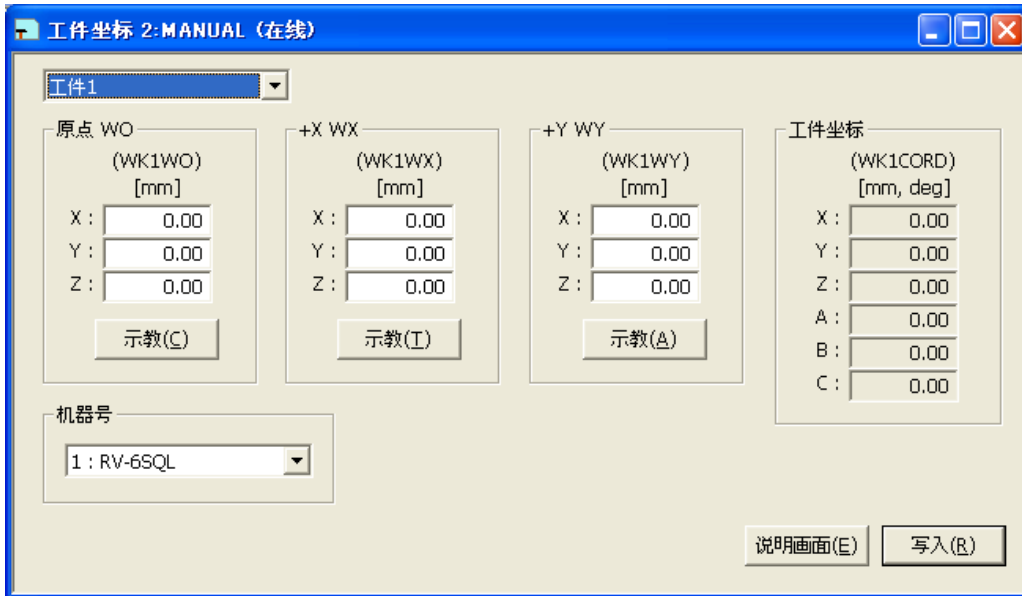 工件坐标 2:MANUAL (在线)
工件1
原点 WO
(WK1WO)
[mm]
X : 0.00
Y : 0.00
Z : 0.00
示教(C)
+X WX
(WK1WX)
[mm]
X : 0.00
Y : 0.00
Z : 0.00
示教(T)
+Y WY
(WK1WY)
[mm]
X : 0.00
Y : 0.00
Z : 0.00
示教(A)
工件坐标
(WK1CORD)
[mm, deg]
X : 0.00
Y : 0.00
Z : 0.00
A : 0.00
B : 0.00
C : 0.00
机器号
1 : RV-6SQL
说明画面(E)
写入(R)